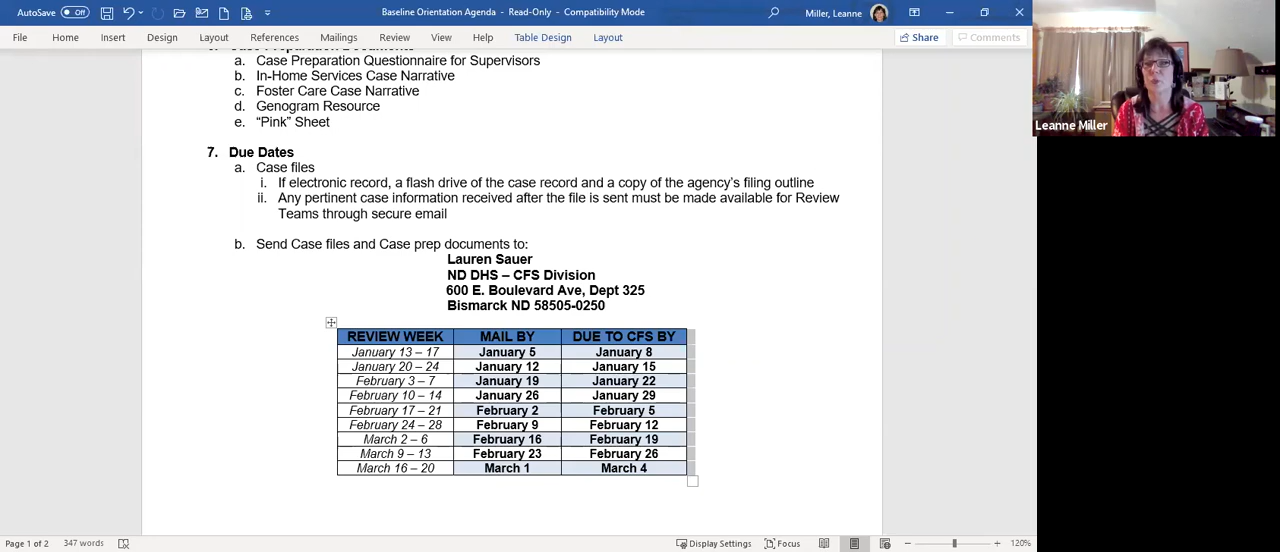 AutoSave Off Baseline Orientation Agenda - Read-Only - Compatibility Mode Miller, Leanne
File Home Insert Design Layout References Mailings Review View Help Table Design Layout Share Comments
a. Case Preparation Questionnaire for Supervisors
b. In-Home Services Case Narrative
c. Foster Care Case Narrative
d. Genogram Resource
e. "Pink" Sheet
7. Due Dates
a. Case files
i. If electronic record, a flash drive of the case record and a copy of the agency's filing outline
ii. Any pertinent case information received after the file is sent must be made available for Review
Teams through secure email
b. Send Case files and Case prep documents to:
Lauren Sauer
ND DHS – CFS Division
600 E. Boulevard Ave, Dept 325
Bismarck ND 58505-0250
REVIEW WEEK MAIL BY DUE TO CFS BY
January 13 – 17 January 5 January 8
January 20 – 24 January 12 January 15
February 3 – 7 January 19 January 22
February 10 – 14 January 26 January 29
February 17 – 21 February 2 February 5
February 24 – 28 February 9 February 12
March 2 – 6 February 16 February 19
March 9 – 13 February 23 February 26
March 16 – 20 March 1 March 4
Page 1 of 2 347 words Display Settings Focus 120%
Leanne Miller